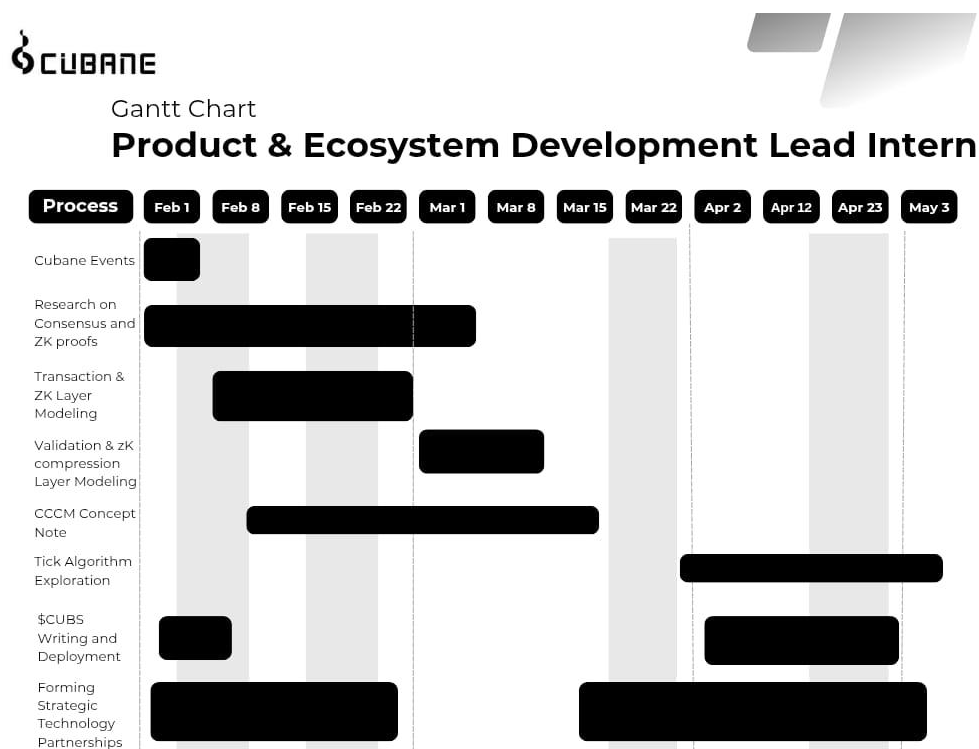 CUBANE
Gantt Chart
Product & Ecosystem Development Lead Intern
Process Feb 1 Feb 8 Feb 15 Feb 22 Mar 1 Mar 8 Mar 15 Mar 22 Apr 2 Apr 12 Apr 23 May 3
Cubane Events
Research on
Consensus and
ZK proofs
Transaction &
ZK Layer
Modeling
Validation & zK
compression
Layer Modeling
CCCM Concept
Note
Tick Algorithm
Exploration
$CUBS
Writing and
Deployment
Forming
Strategic
Technology
Partnerships